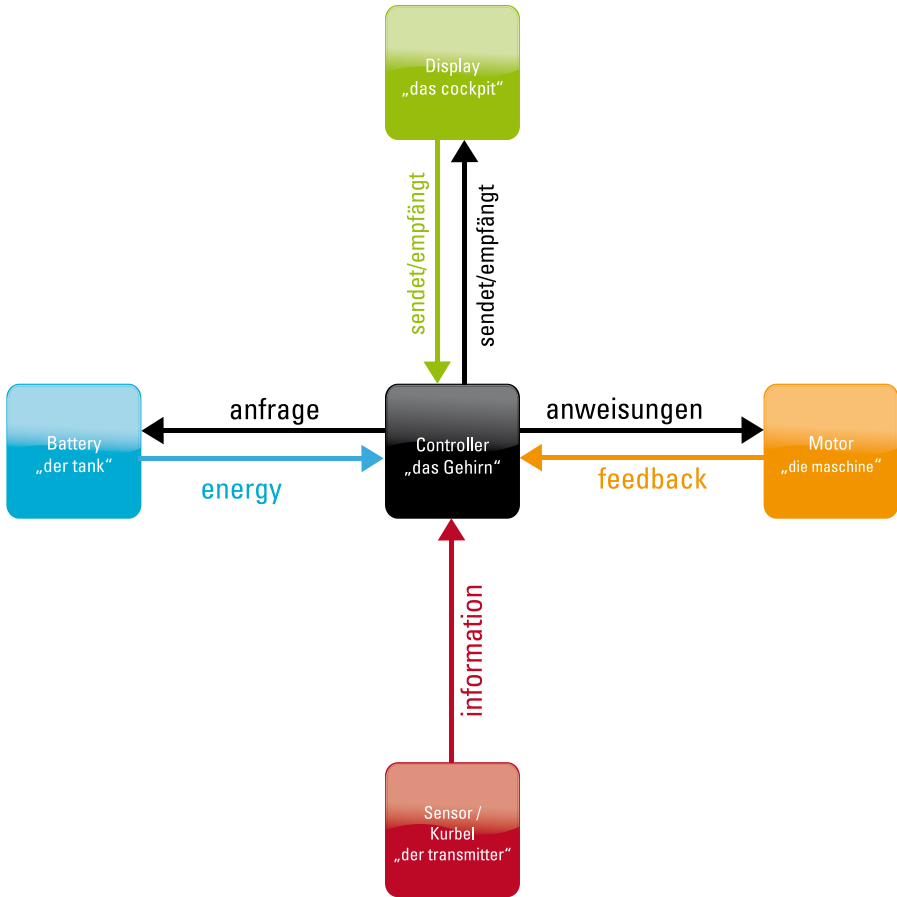 Display
„das cockpit“
sendet/empfängt
sendet/empfängt
anfrage
anweisungen
Battery
„der tank“
Controller
„das Gehirn“
Motor
„die maschine“
energy
feedback
information
Sensor /
Kurbel
„der transmitter“